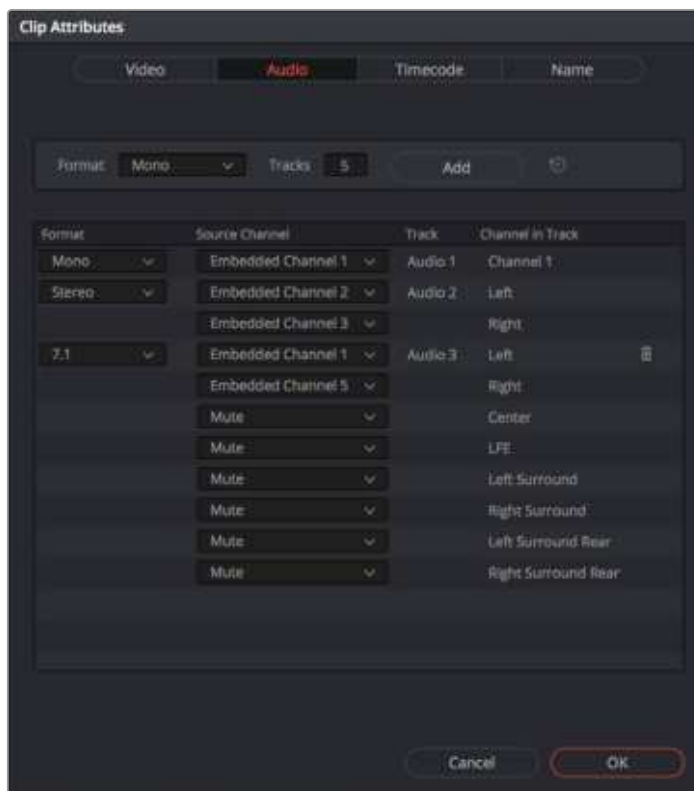 Clip Attributes
Video Audio Timecode Name
Format Mono Tracks 5 Add
Format Source Channel Track Channel in Track
Mono Embedded Channel 1 Audio 1 Channel 1
Stereo Embedded Channel 2 Audio 2 Left
Embedded Channel 3 Right
7.1 Embedded Channel 1 Audio 3 Left
Embedded Channel 5 Right
Mute Center
Mute LFE
Mute Left Surround
Mute Right Surround
Mute Left Surround Rear
Mute Right Surround Rear
Cancel OK